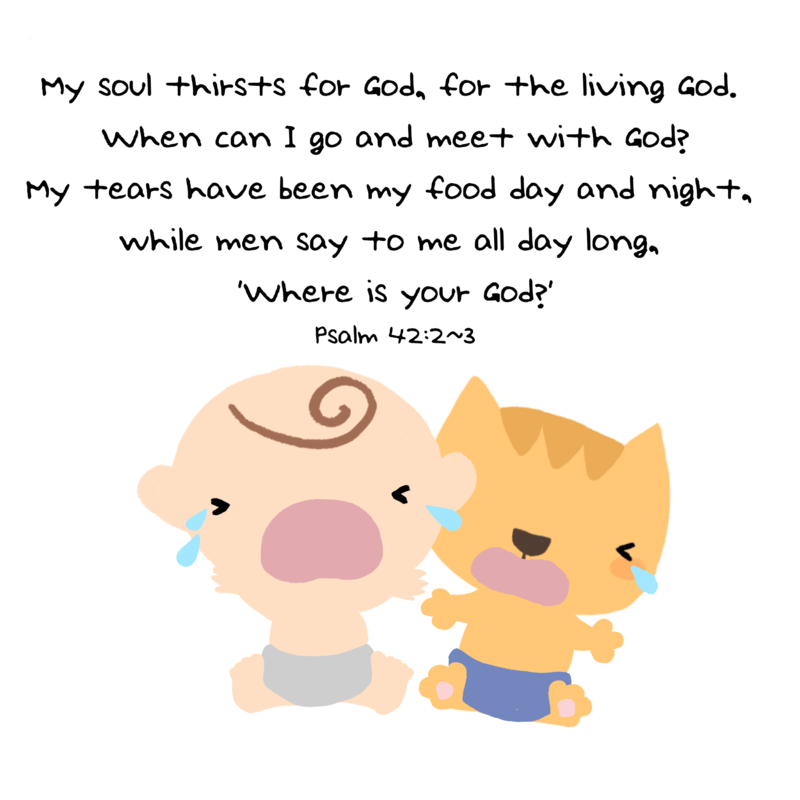 My soul thirsts for God, for the living God.
When can I go and meet with God?
My tears have been my food day and night,
while men say to me all day long,
'Where is your God?'
Psalm 42:2~3